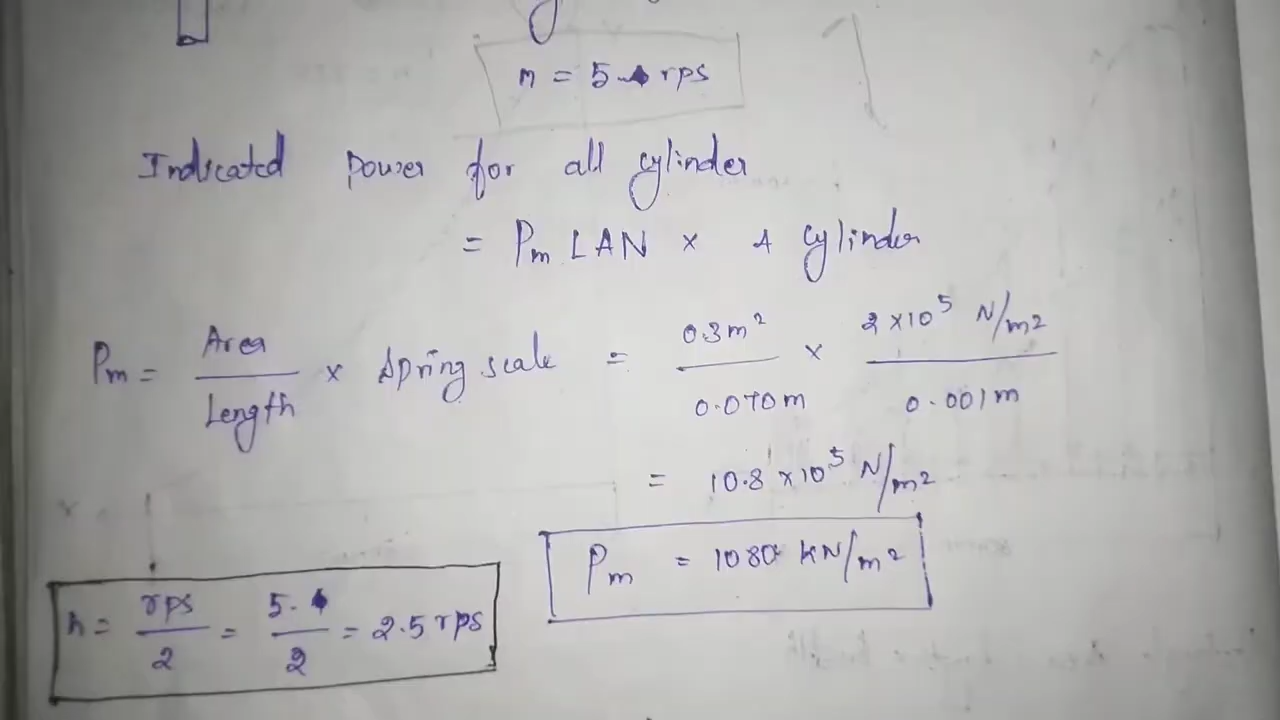 n = 5. rps
Indicated power for all cylinder
= Pm LAN × 4 cylinder
Pm = Area / Length × Spring scale = 0.3m² / 0.070m × 2×10⁵ N/m² / 0.001m
= 10.8 ×10⁵ N/m²
Pm = 1080 KN/m²
n = rps / 2 = 5. / 2 = 2.5 rps